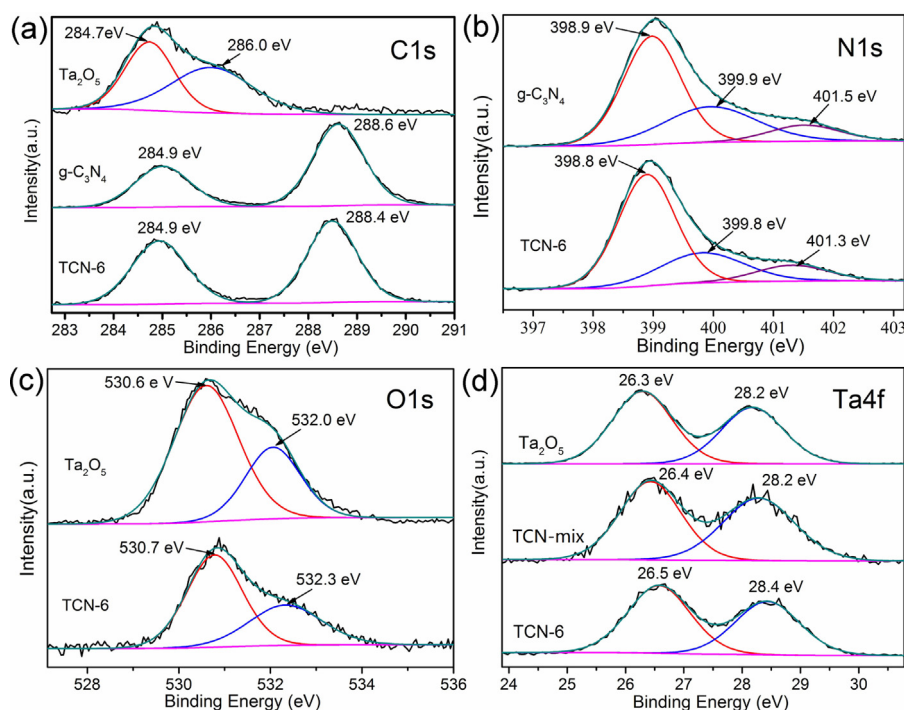 (a)
C1s
284.7eV
286.0 eV
Ta₂O₅
288.6 eV
284.9 eV
g-C₃N₄
288.4 eV
284.9 eV
TCN-6
Intensity(a.u.)
283 284 285 286 287 288 289 290 291
Binding Energy (eV)
(b)
N1s
398.9 eV
399.9 eV
401.5 eV
g-C₃N₄
398.8 eV
399.8 eV
401.3 eV
TCN-6
Intensity(a.u.)
397 398 399 400 401 402 403
Binding Energy (eV)
(c)
O1s
530.6 e V
532.0 eV
Ta₂O₅
530.7 eV
532.3 eV
TCN-6
Intensity(a.u.)
528 530 532 534 536
Binding Energy (eV)
(d)
Ta4f
26.3 eV
28.2 eV
Ta₂O₅
26.4 eV
28.2 eV
TCN-mix
26.5 eV
28.4 eV
TCN-6
Intensity(a.u.)
24 25 26 27 28 29 30
Binding Energy (eV)